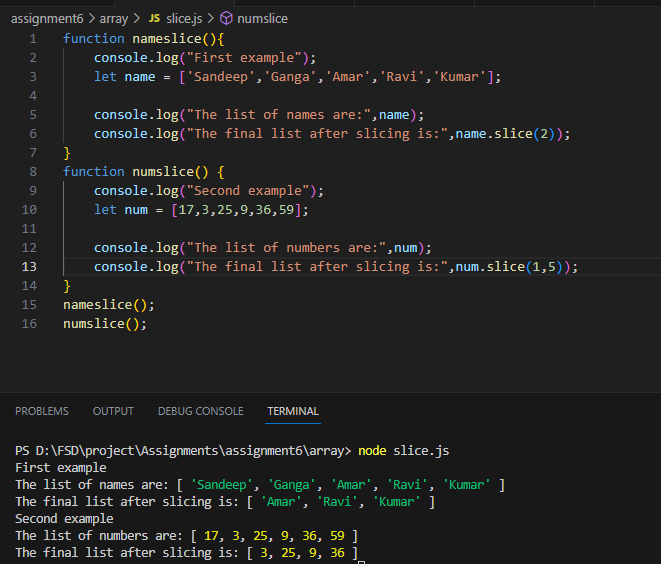 assignment6 > array > JS slice.js > numslice
1 function nameslice(){
2 console.log("First example");
3 let name = ['Sandeep','Ganga','Amar','Ravi','Kumar'];
4
5 console.log("The list of names are:",name);
6 console.log("The final list after slicing is:",name.slice(2));
7 }
8 function numslice() {
9 console.log("Second example");
10 let num = [17,3,25,9,36,59];
11
12 console.log("The list of numbers are:",num);
13 console.log("The final list after slicing is:",num.slice(1,5));
14 }
15 nameslice();
16 numslice();
PROBLEMS OUTPUT DEBUG CONSOLE TERMINAL
PS D:\FSD\project\Assignments\assignment6\array> node slice.js
First example
The list of names are: [ 'Sandeep', 'Ganga', 'Amar', 'Ravi', 'Kumar' ]
The final list after slicing is: [ 'Amar', 'Ravi', 'Kumar' ]
Second example
The list of numbers are: [ 17, 3, 25, 9, 36, 59 ]
The final list after slicing is: [ 3, 25, 9, 36 ]